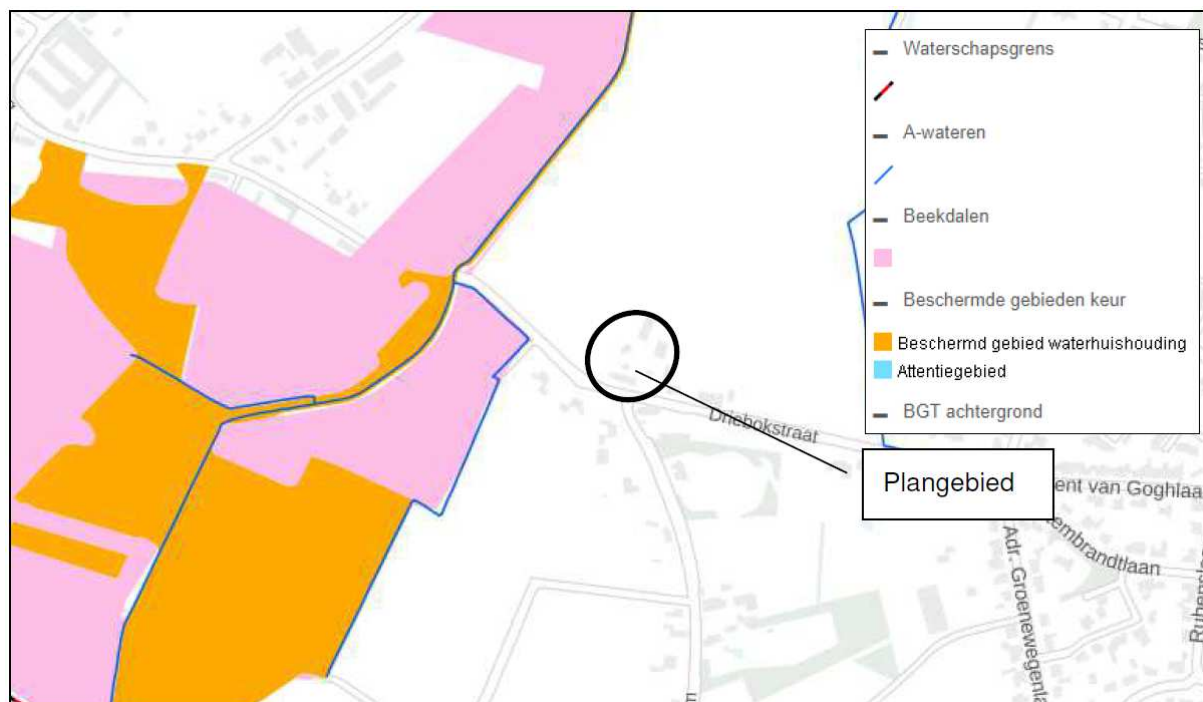 Waterschapsgrens
A-wateren
Beekdalen
Beschermde gebieden keur
Beschermd gebied waterhuishouding
Attentiegebied
BGT achtergrond
Driebokstraat
Plangebied
ent van Goghlaa
embrandtlaan
Adr. Groenewegenla